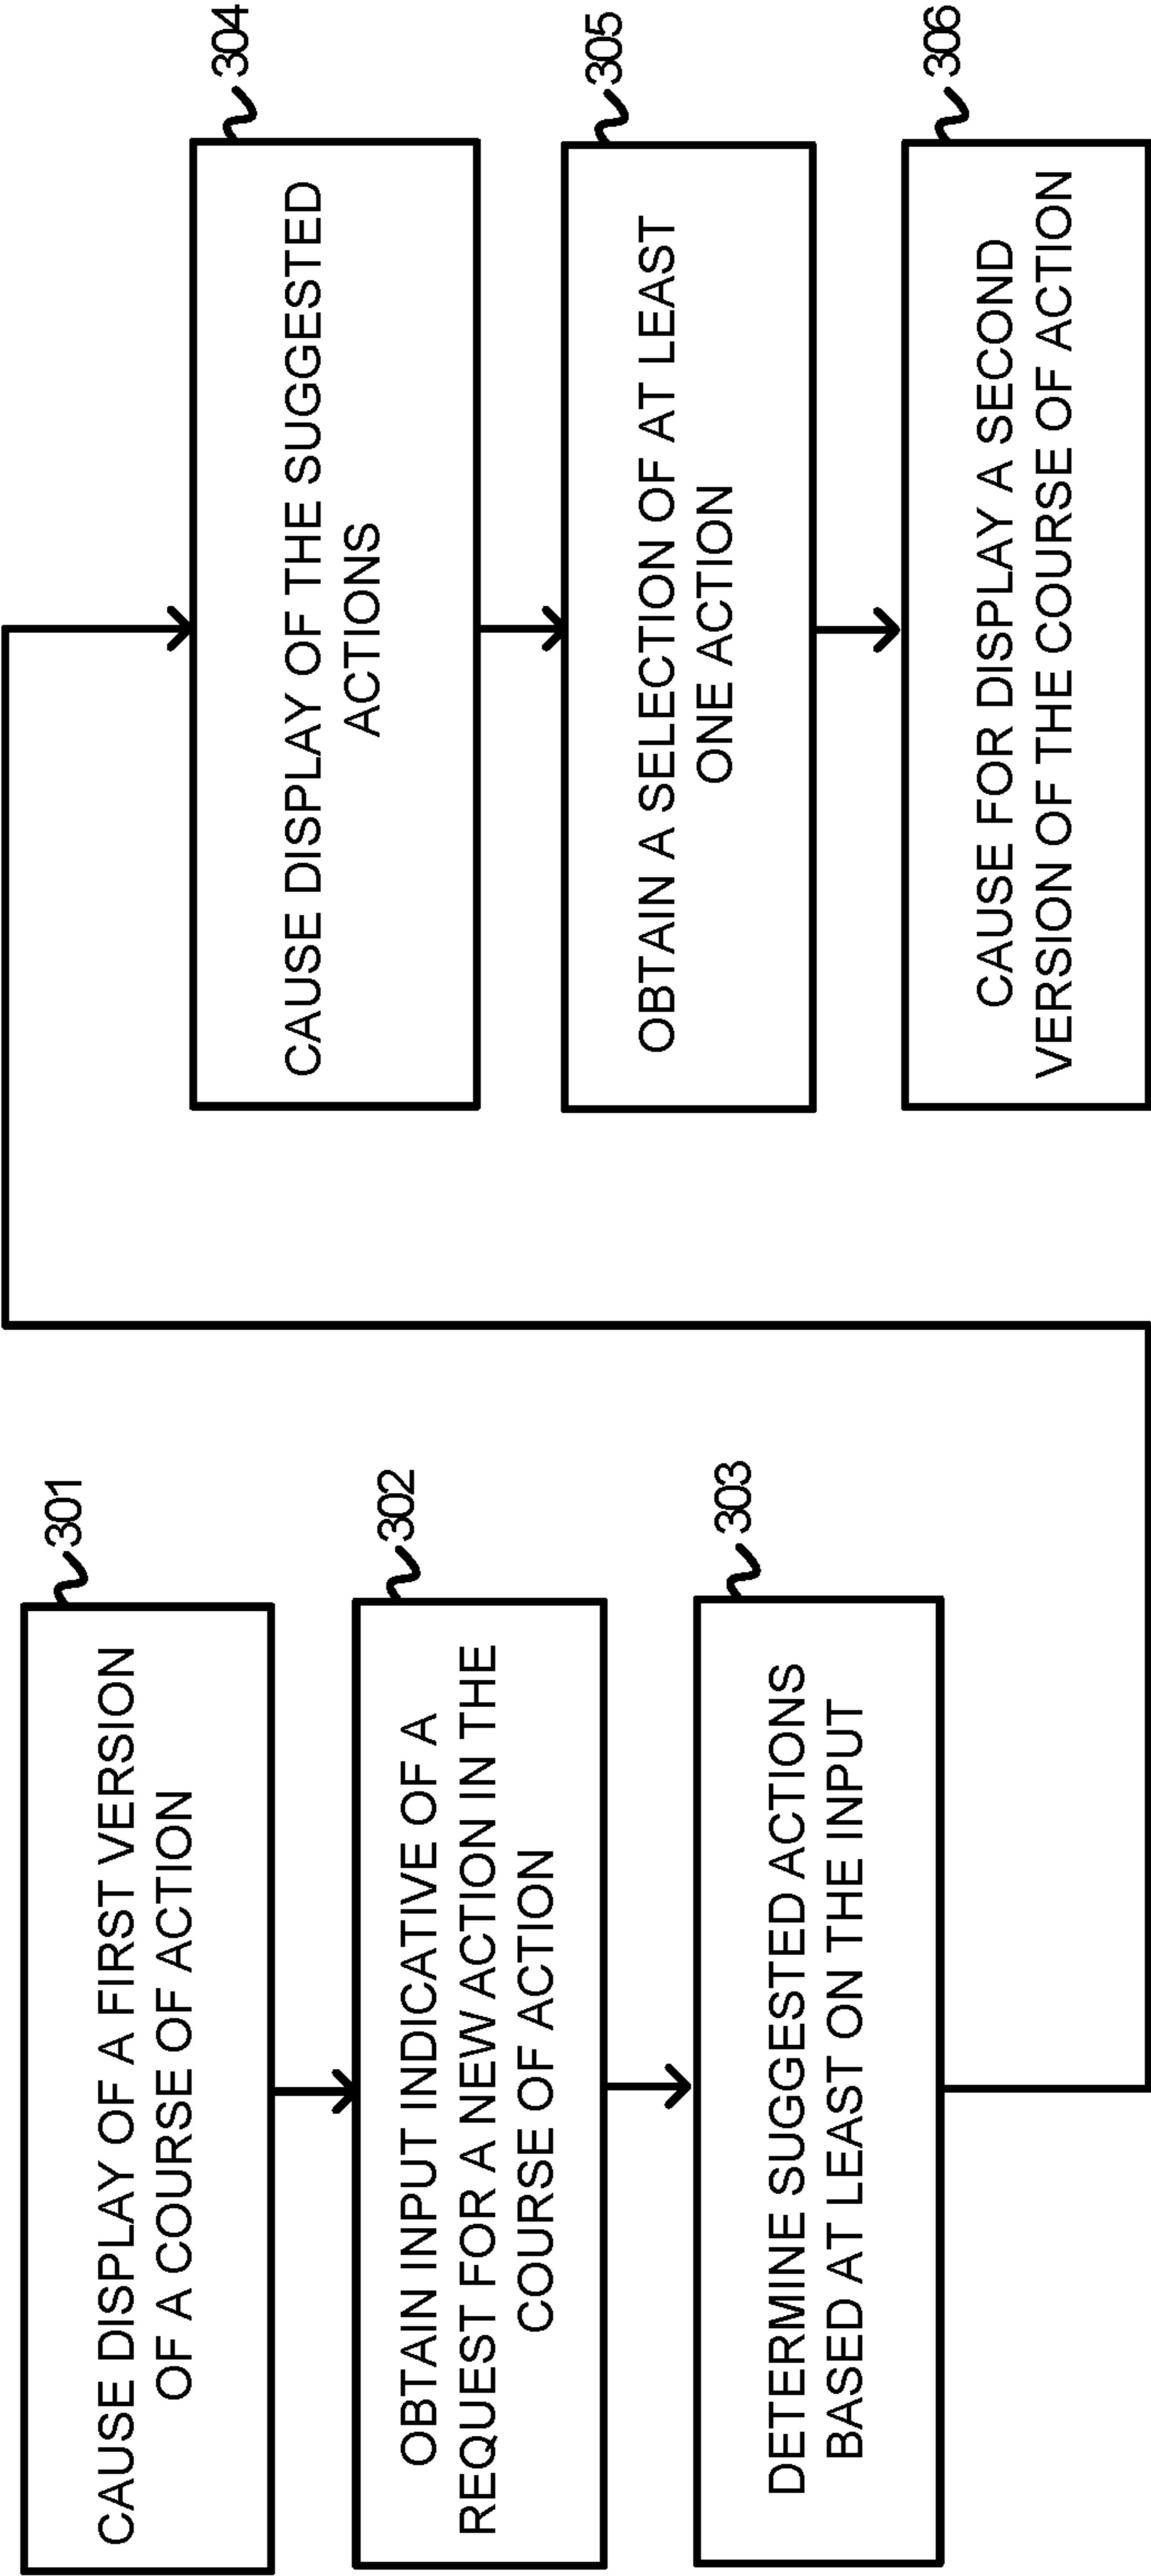 301
CAUSE DISPLAY OF A FIRST VERSION
OF A COURSE OF ACTION
302
OBTAIN INPUT INDICATIVE OF A
REQUEST FOR A NEW ACTION IN THE
COURSE OF ACTION
303
DETERMINE SUGGESTED ACTIONS
BASED AT LEAST ON THE INPUT
304
CAUSE DISPLAY OF THE SUGGESTED
ACTIONS
305
OBTAIN A SELECTION OF AT LEAST
ONE ACTION
306
CAUSE FOR DISPLAY A SECOND
VERSION OF THE COURSE OF ACTION